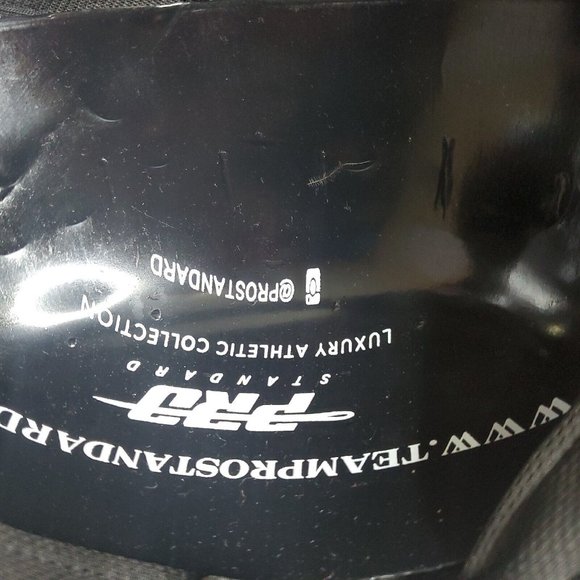 WWW.TEAMPROSTANDARD
PRO
STANDARD
LUXURY ATHLETIC COLLECTION
@PROSTANDARD